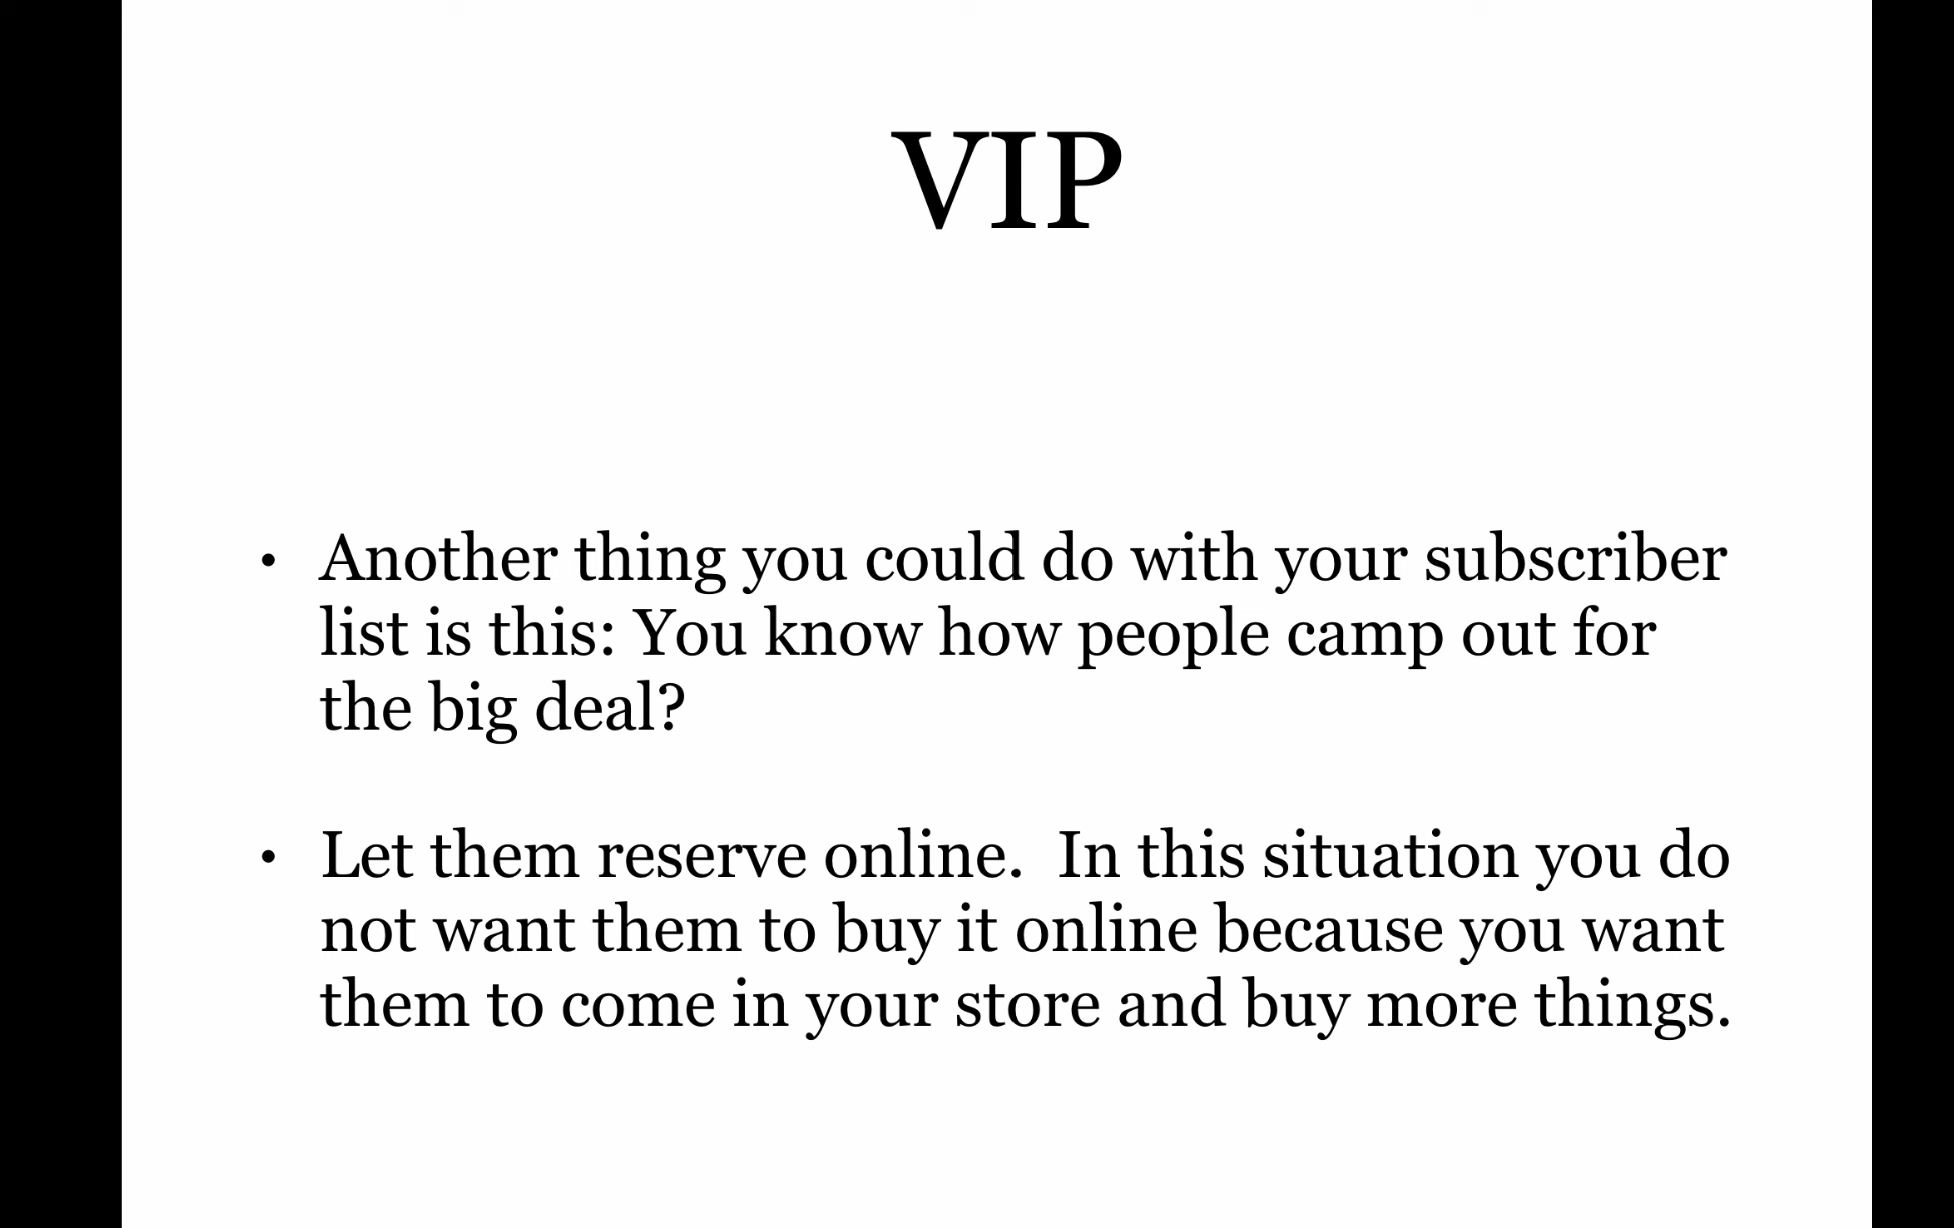 VIP
• Another thing you could do with your subscriber
list is this: You know how people camp out for
the big deal?
• Let them reserve online.  In this situation you do
not want them to buy it online because you want
them to come in your store and buy more things.